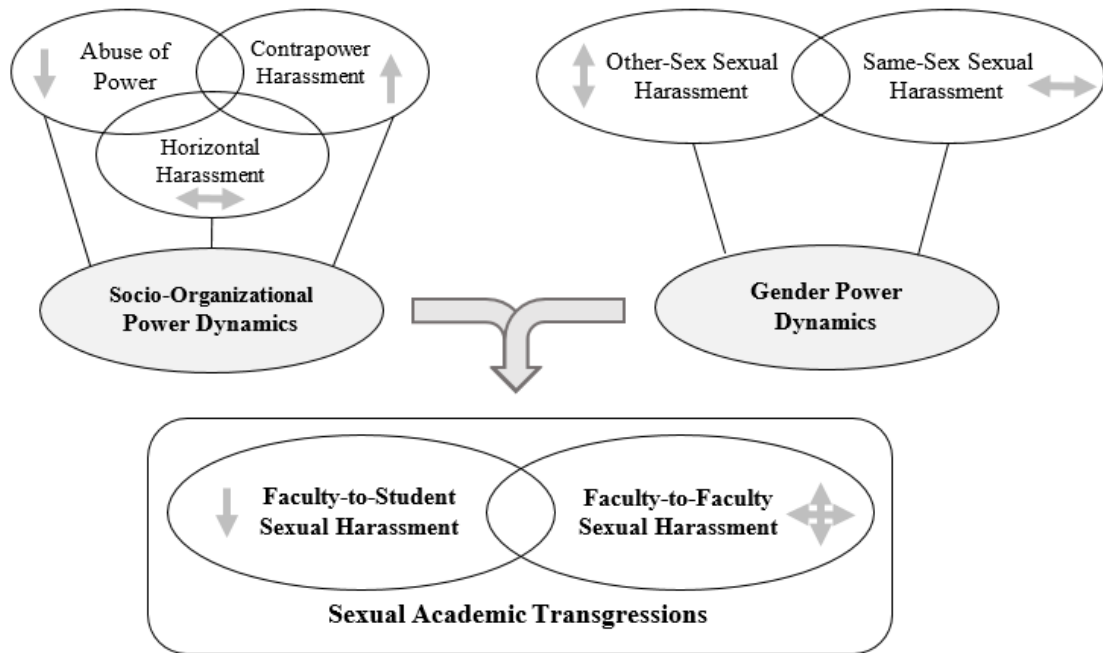 Abuse of
Power
Contrapower
Harassment
Horizontal
Harassment
Other-Sex Sexual
Harassment
Same-Sex Sexual
Harassment
Socio-Organizational
Power Dynamics
Gender Power
Dynamics
Faculty-to-Student
Sexual Harassment
Faculty-to-Faculty
Sexual Harassment
Sexual Academic Transgressions